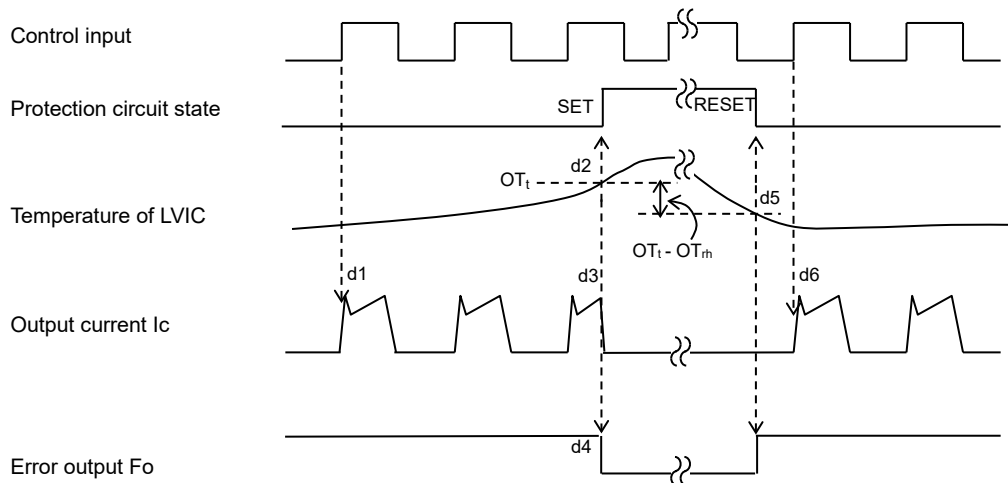 Control input
Protection circuit state
SET
RESET
d2
OTt
d5
Temperature of LVIC
OTt - OTrh
d1
d3
d6
Output current Ic
d4
Error output Fo